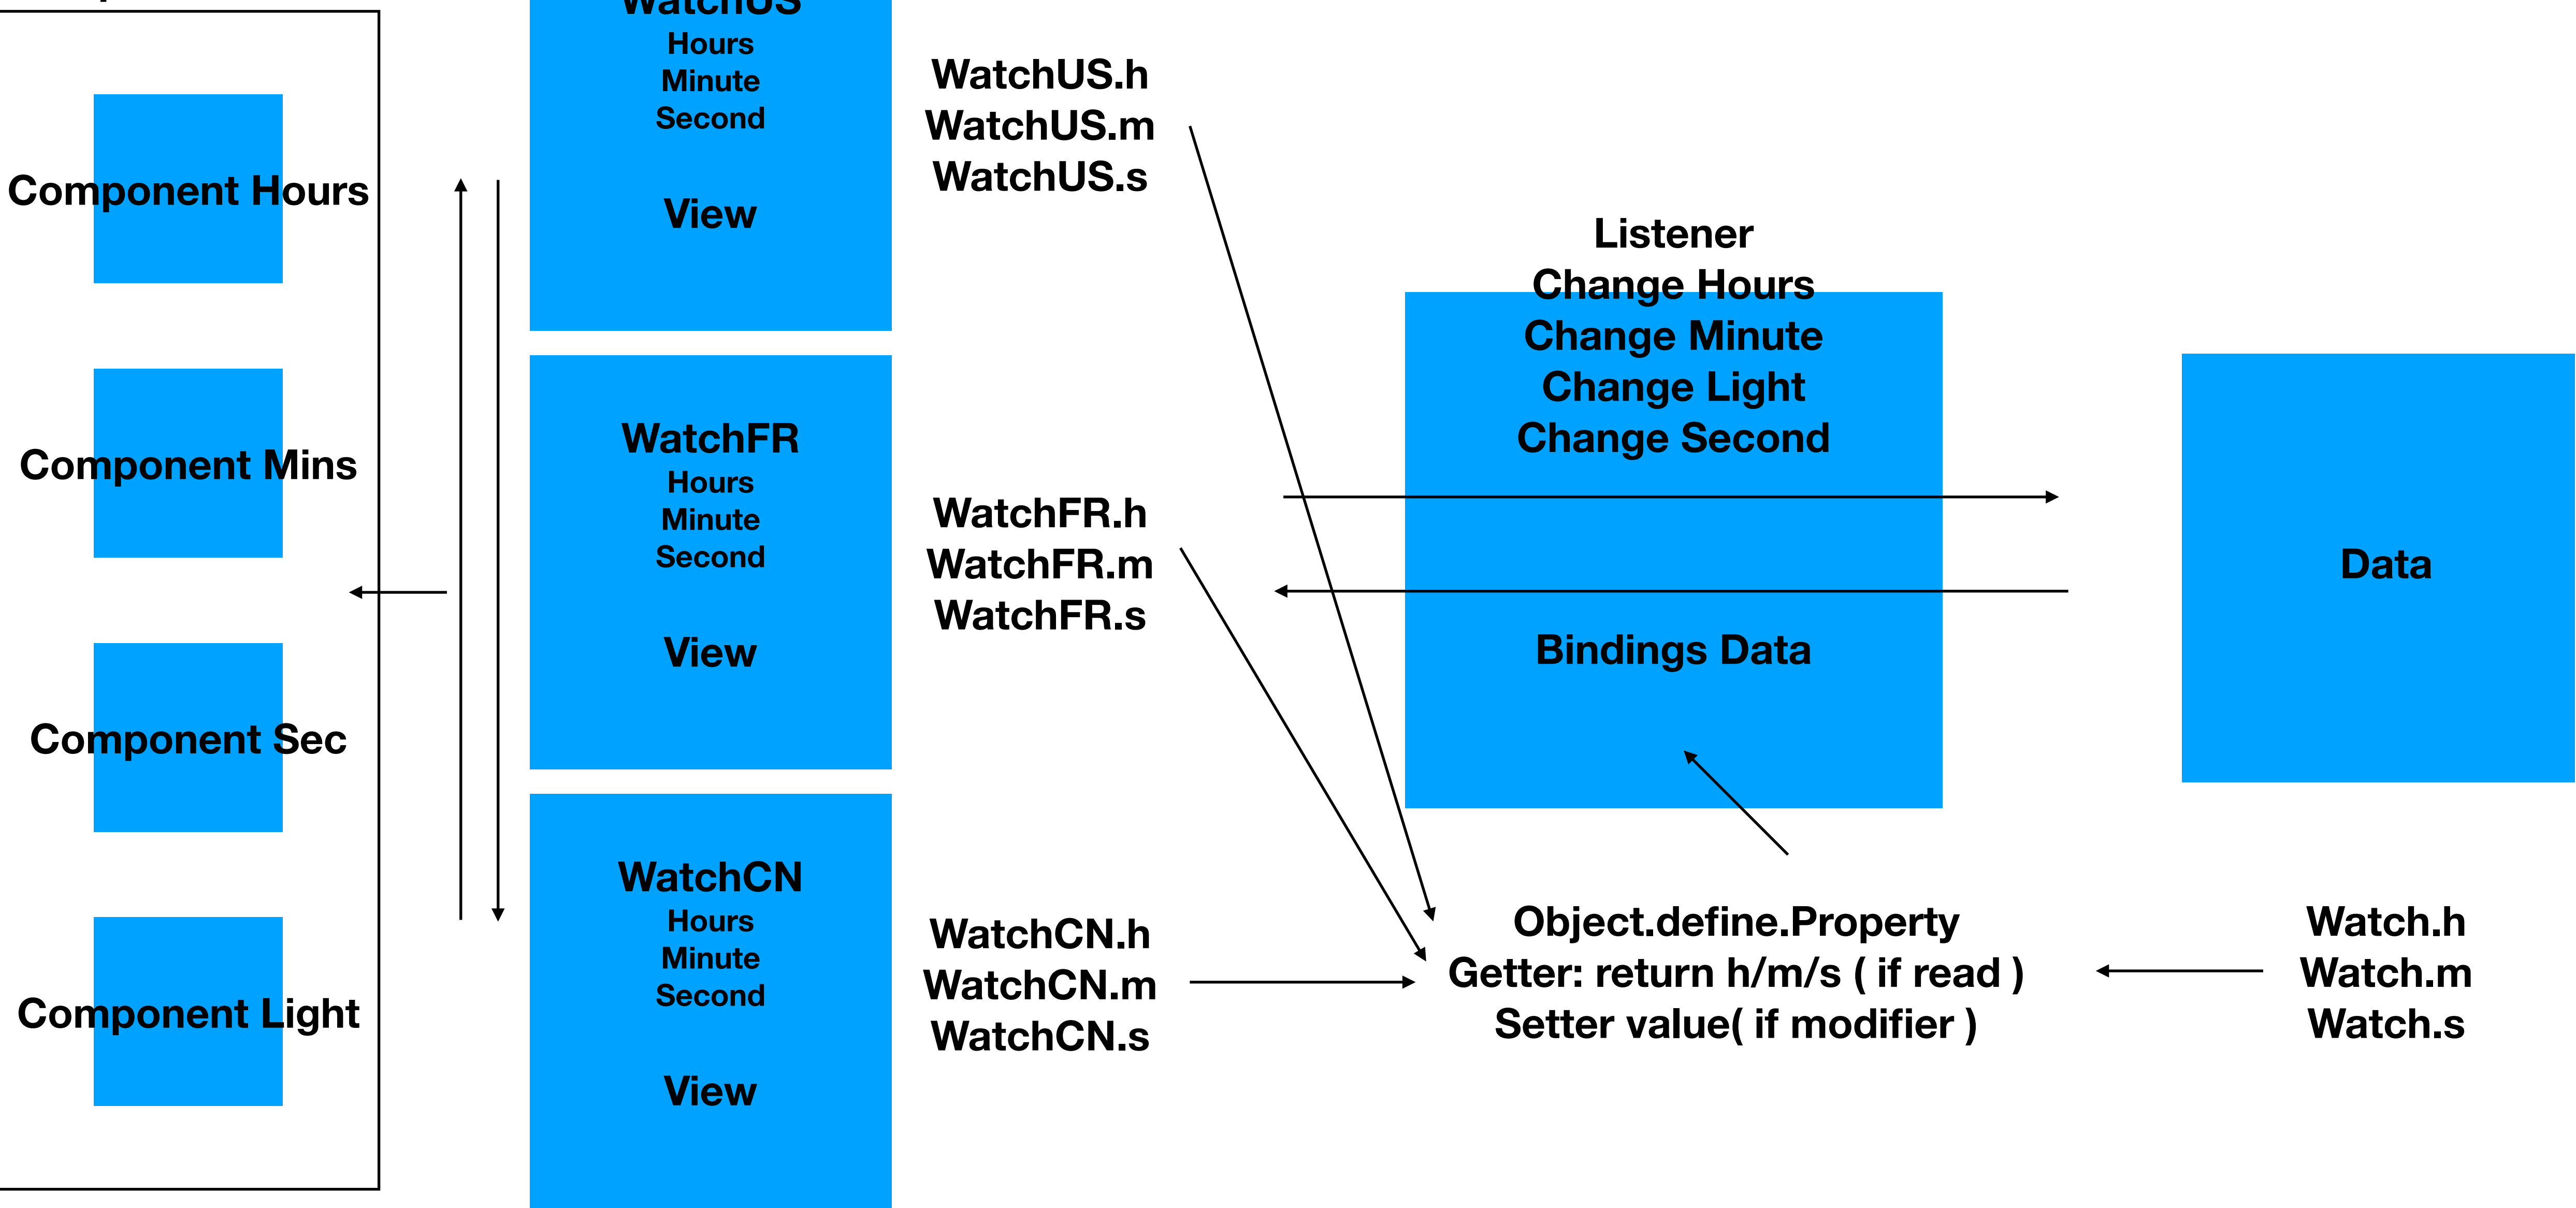 Component Hours
Component Mins
Component Sec
Component Light
WatchUS
Hours
Minute
Second
View
WatchFR
Hours
Minute
Second
View
WatchCN
Hours
Minute
Second
View
WatchUS.h
WatchUS.m
WatchUS.s
WatchFR.h
WatchFR.m
WatchFR.s
WatchCN.h
WatchCN.m
WatchCN.s
Listener
Change Hours
Change Minute
Change Light
Change Second
Bindings Data
Object.define.Property
Getter: return h/m/s ( if read )
Setter value( if modifier )
Data
Watch.h
Watch.m
Watch.s